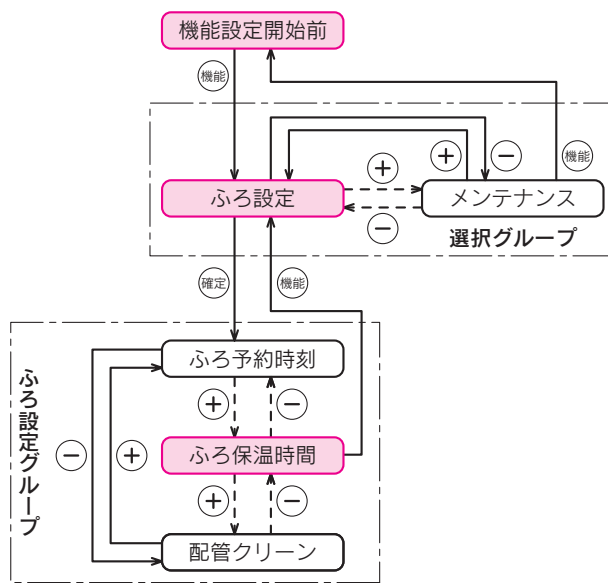 機能設定開始前
機能
＋
－
機能
＋
ふろ設定
メンテナンス
－
選択グループ
確定
機能
ふろ設定グループ
ふろ予約時刻
＋
－
－
＋
ふろ保温時間
＋
－
配管クリーン